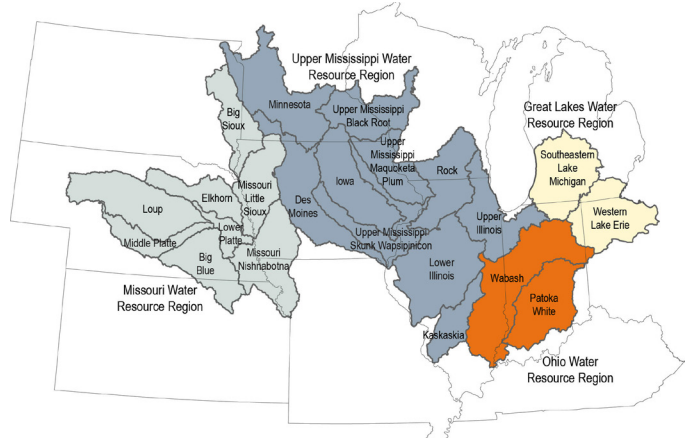 Upper Mississippi Water
Resource Region
Great Lakes Water
Resource Region
Minnesota
Upper Mississippi
Black Root
Big
Sioux
Upper
Mississippi
Maquoketa
Plum
Southeastern
Lake
Michigan
Rock
Iowa
Missouri
Little
Sioux
Elkhorn
Loup
Des
Moines
Western
Lake Erie
Upper
Illinois
Lower
Platte
Upper Mississippi
Skunk Wapsipinicon
Middle Platte
Big
Blue
Missouri
Nishnabotna
Lower
Illinois
Wabash
Missouri Water
Resource Region
Patoka
White
Kaskaskia
Ohio Water
Resource Region